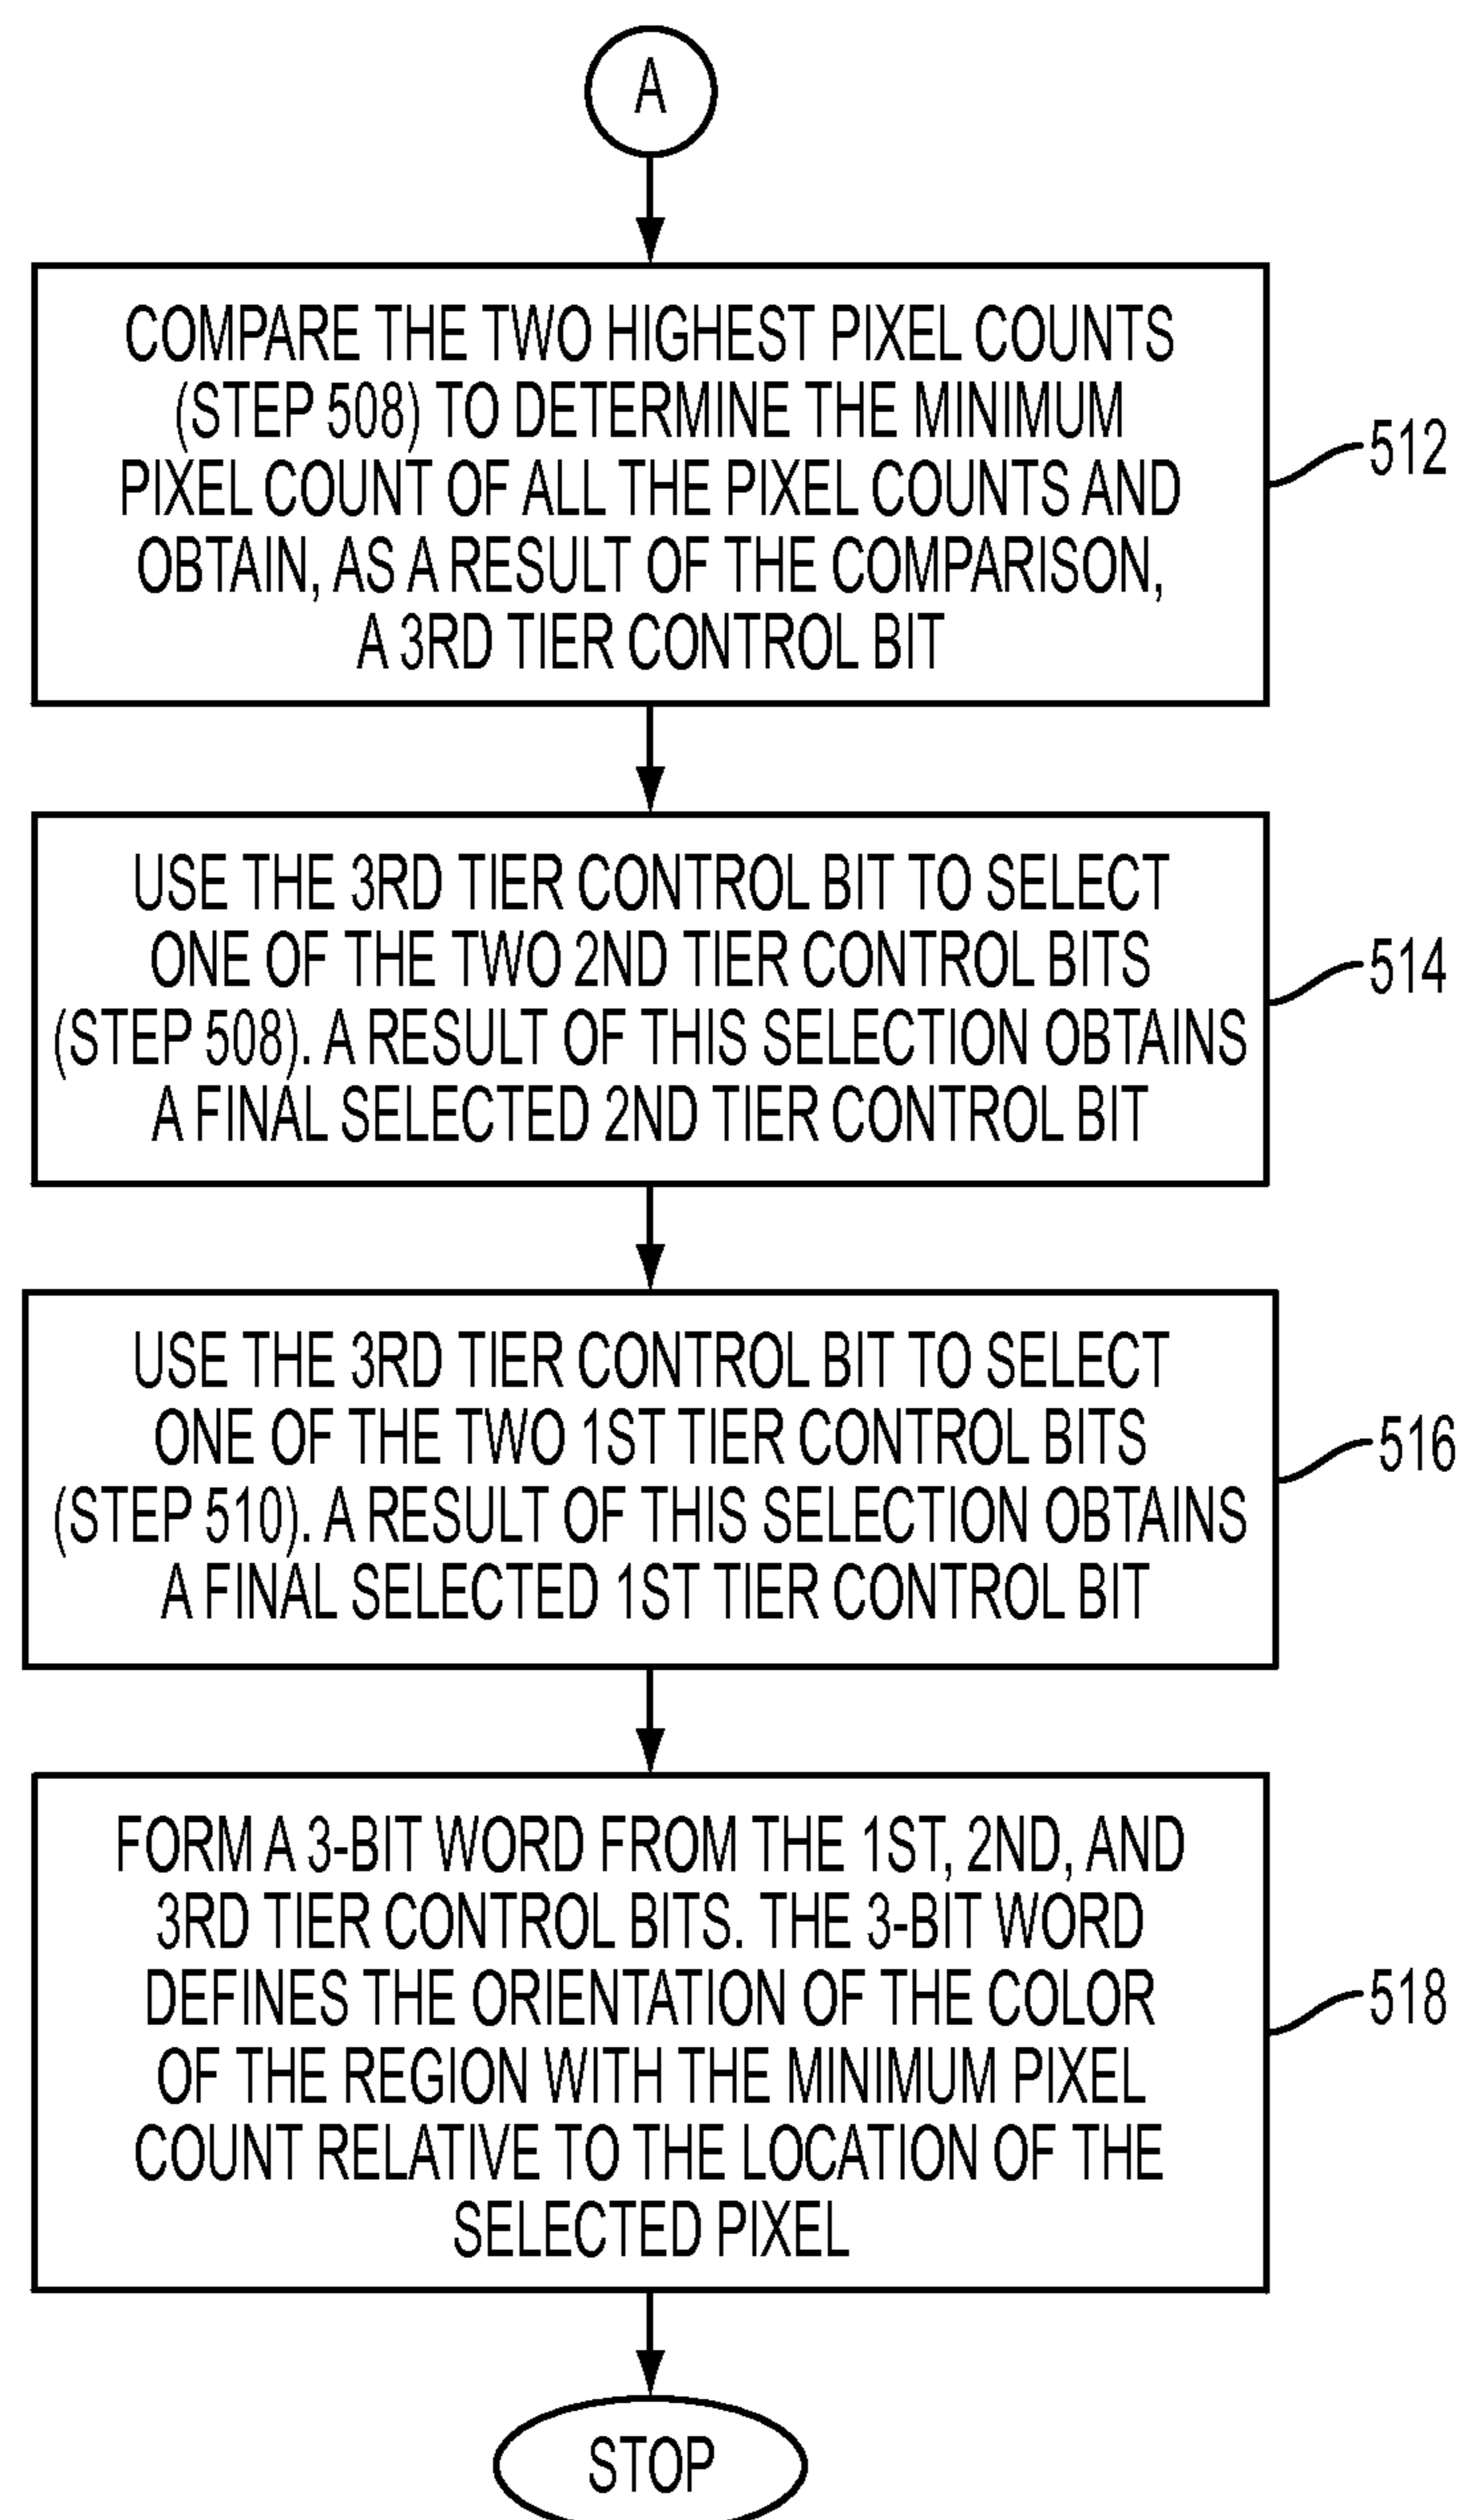 A
COMPARE THE TWO HIGHEST PIXEL COUNTS
(STEP 508) TO DETERMINE THE MINIMUM
PIXEL COUNT OF ALL THE PIXEL COUNTS AND
OBTAIN, AS A RESULT OF THE COMPARISON,
A 3RD TIER CONTROL BIT
512
USE THE 3RD TIER CONTROL BIT TO SELECT
ONE OF THE TWO 2ND TIER CONTROL BITS
(STEP 508). A RESULT OF THIS SELECTION OBTAINS
A FINAL SELECTED 2ND TIER CONTROL BIT
514
USE THE 3RD TIER CONTROL BIT TO SELECT
ONE OF THE TWO 1ST TIER CONTROL BITS
(STEP 510). A RESULT OF THIS SELECTION OBTAINS
A FINAL SELECTED 1ST TIER CONTROL BIT
516
FORM A 3-BIT WORD FROM THE 1ST, 2ND, AND
3RD TIER CONTROL BITS. THE 3-BIT WORD
DEFINES THE ORIENTATION OF THE COLOR
OF THE REGION WITH THE MINIMUM PIXEL
COUNT RELATIVE TO THE LOCATION OF THE
SELECTED PIXEL
518
STOP